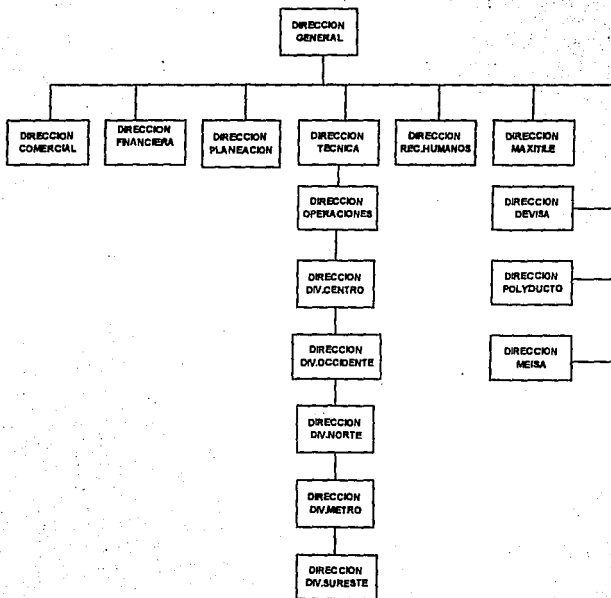 DIRECCION
GENERAL
DIRECCION
COMERCIAL
DIRECCION
FINANCIERA
DIRECCION
PLANEACION
DIRECCION
TECNICA
DIRECCION
REC.HUMANOS
DIRECCION
MAXITILE
DIRECCION
OPERACIONES
DIRECCION
DEVISA
DIRECCION
DIV.CENTRO
DIRECCION
POLYDUCTO
DIRECCION
DIV.OCCIDENTE
DIRECCION
MEISA
DIRECCION
DIV.NORTE
DIRECCION
DIV.METRO
DIRECCION
DIV.SURESTE